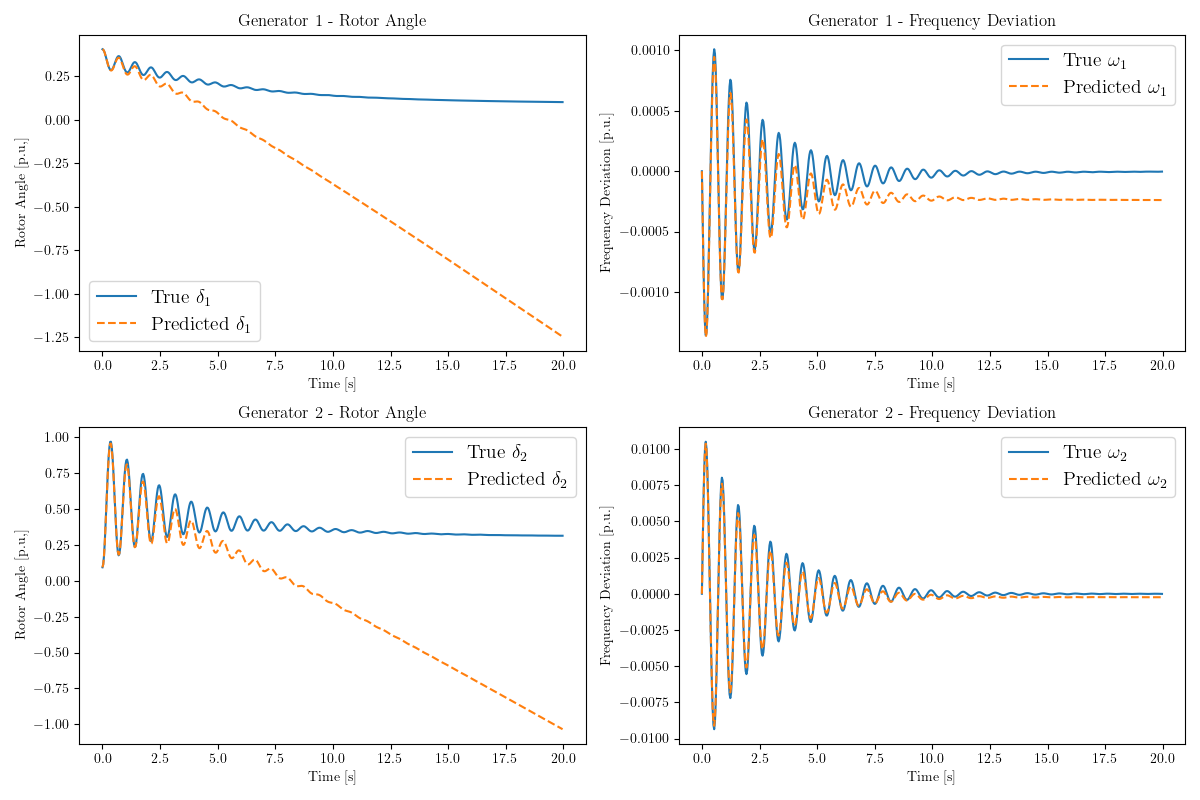 Generator 1 - Rotor Angle
Rotor Angle [p.u.]
0.25
0.00
−0.25
−0.50
−0.75
−1.00
−1.25
True δ₁
Predicted δ₁
0.0 2.5 5.0 7.5 10.0 12.5 15.0 17.5 20.0
Time [s]
Generator 1 - Frequency Deviation
Frequency Deviation [p.u.]
0.0010
0.0005
0.0000
−0.0005
−0.0010
True ω₁
Predicted ω₁
0.0 2.5 5.0 7.5 10.0 12.5 15.0 17.5 20.0
Time [s]
Generator 2 - Rotor Angle
Rotor Angle [p.u.]
1.00
0.75
0.50
0.25
0.00
−0.25
−0.50
−0.75
−1.00
True δ₂
Predicted δ₂
0.0 2.5 5.0 7.5 10.0 12.5 15.0 17.5 20.0
Time [s]
Generator 2 - Frequency Deviation
Frequency Deviation [p.u.]
0.0100
0.0075
0.0050
0.0025
0.0000
−0.0025
−0.0050
−0.0075
−0.0100
True ω₂
Predicted ω₂
0.0 2.5 5.0 7.5 10.0 12.5 15.0 17.5 20.0
Time [s]